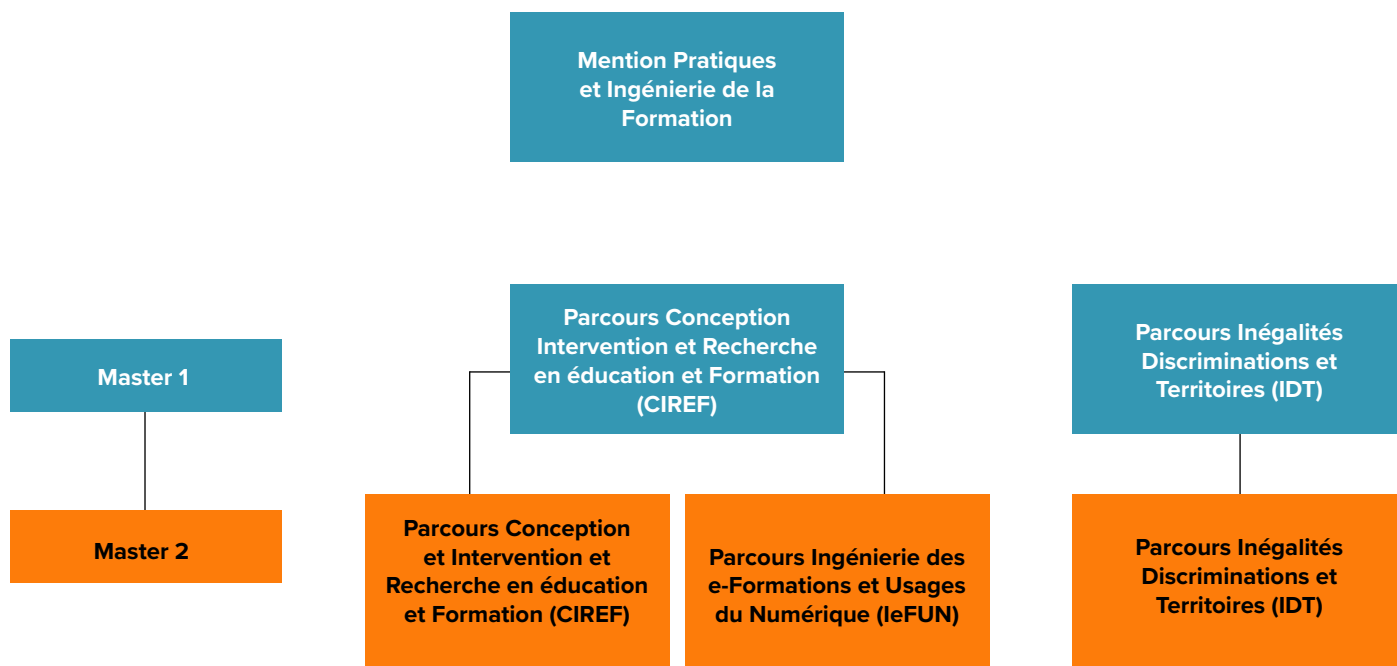 Mention Pratiques
et Ingénierie de la
Formation
Master 1
Parcours Conception
Intervention et Recherche
en éducation et Formation
(CIREF)
Parcours Inégalités
Discriminations et
Territoires (IDT)
Master 2
Parcours Conception
et Intervention et
Recherche en éducation
et Formation (CIREF)
Parcours Ingénierie des
e-Formations et Usages
du Numérique (IeFUN)
Parcours Inégalités
Discriminations et
Territoires (IDT)